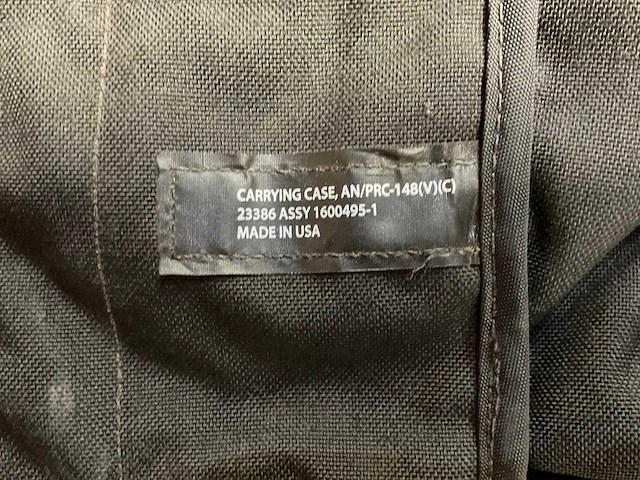 CARRYING CASE, AN/PRC-148(V)(C)
23386 ASSY 1600495-1
MADE IN USA